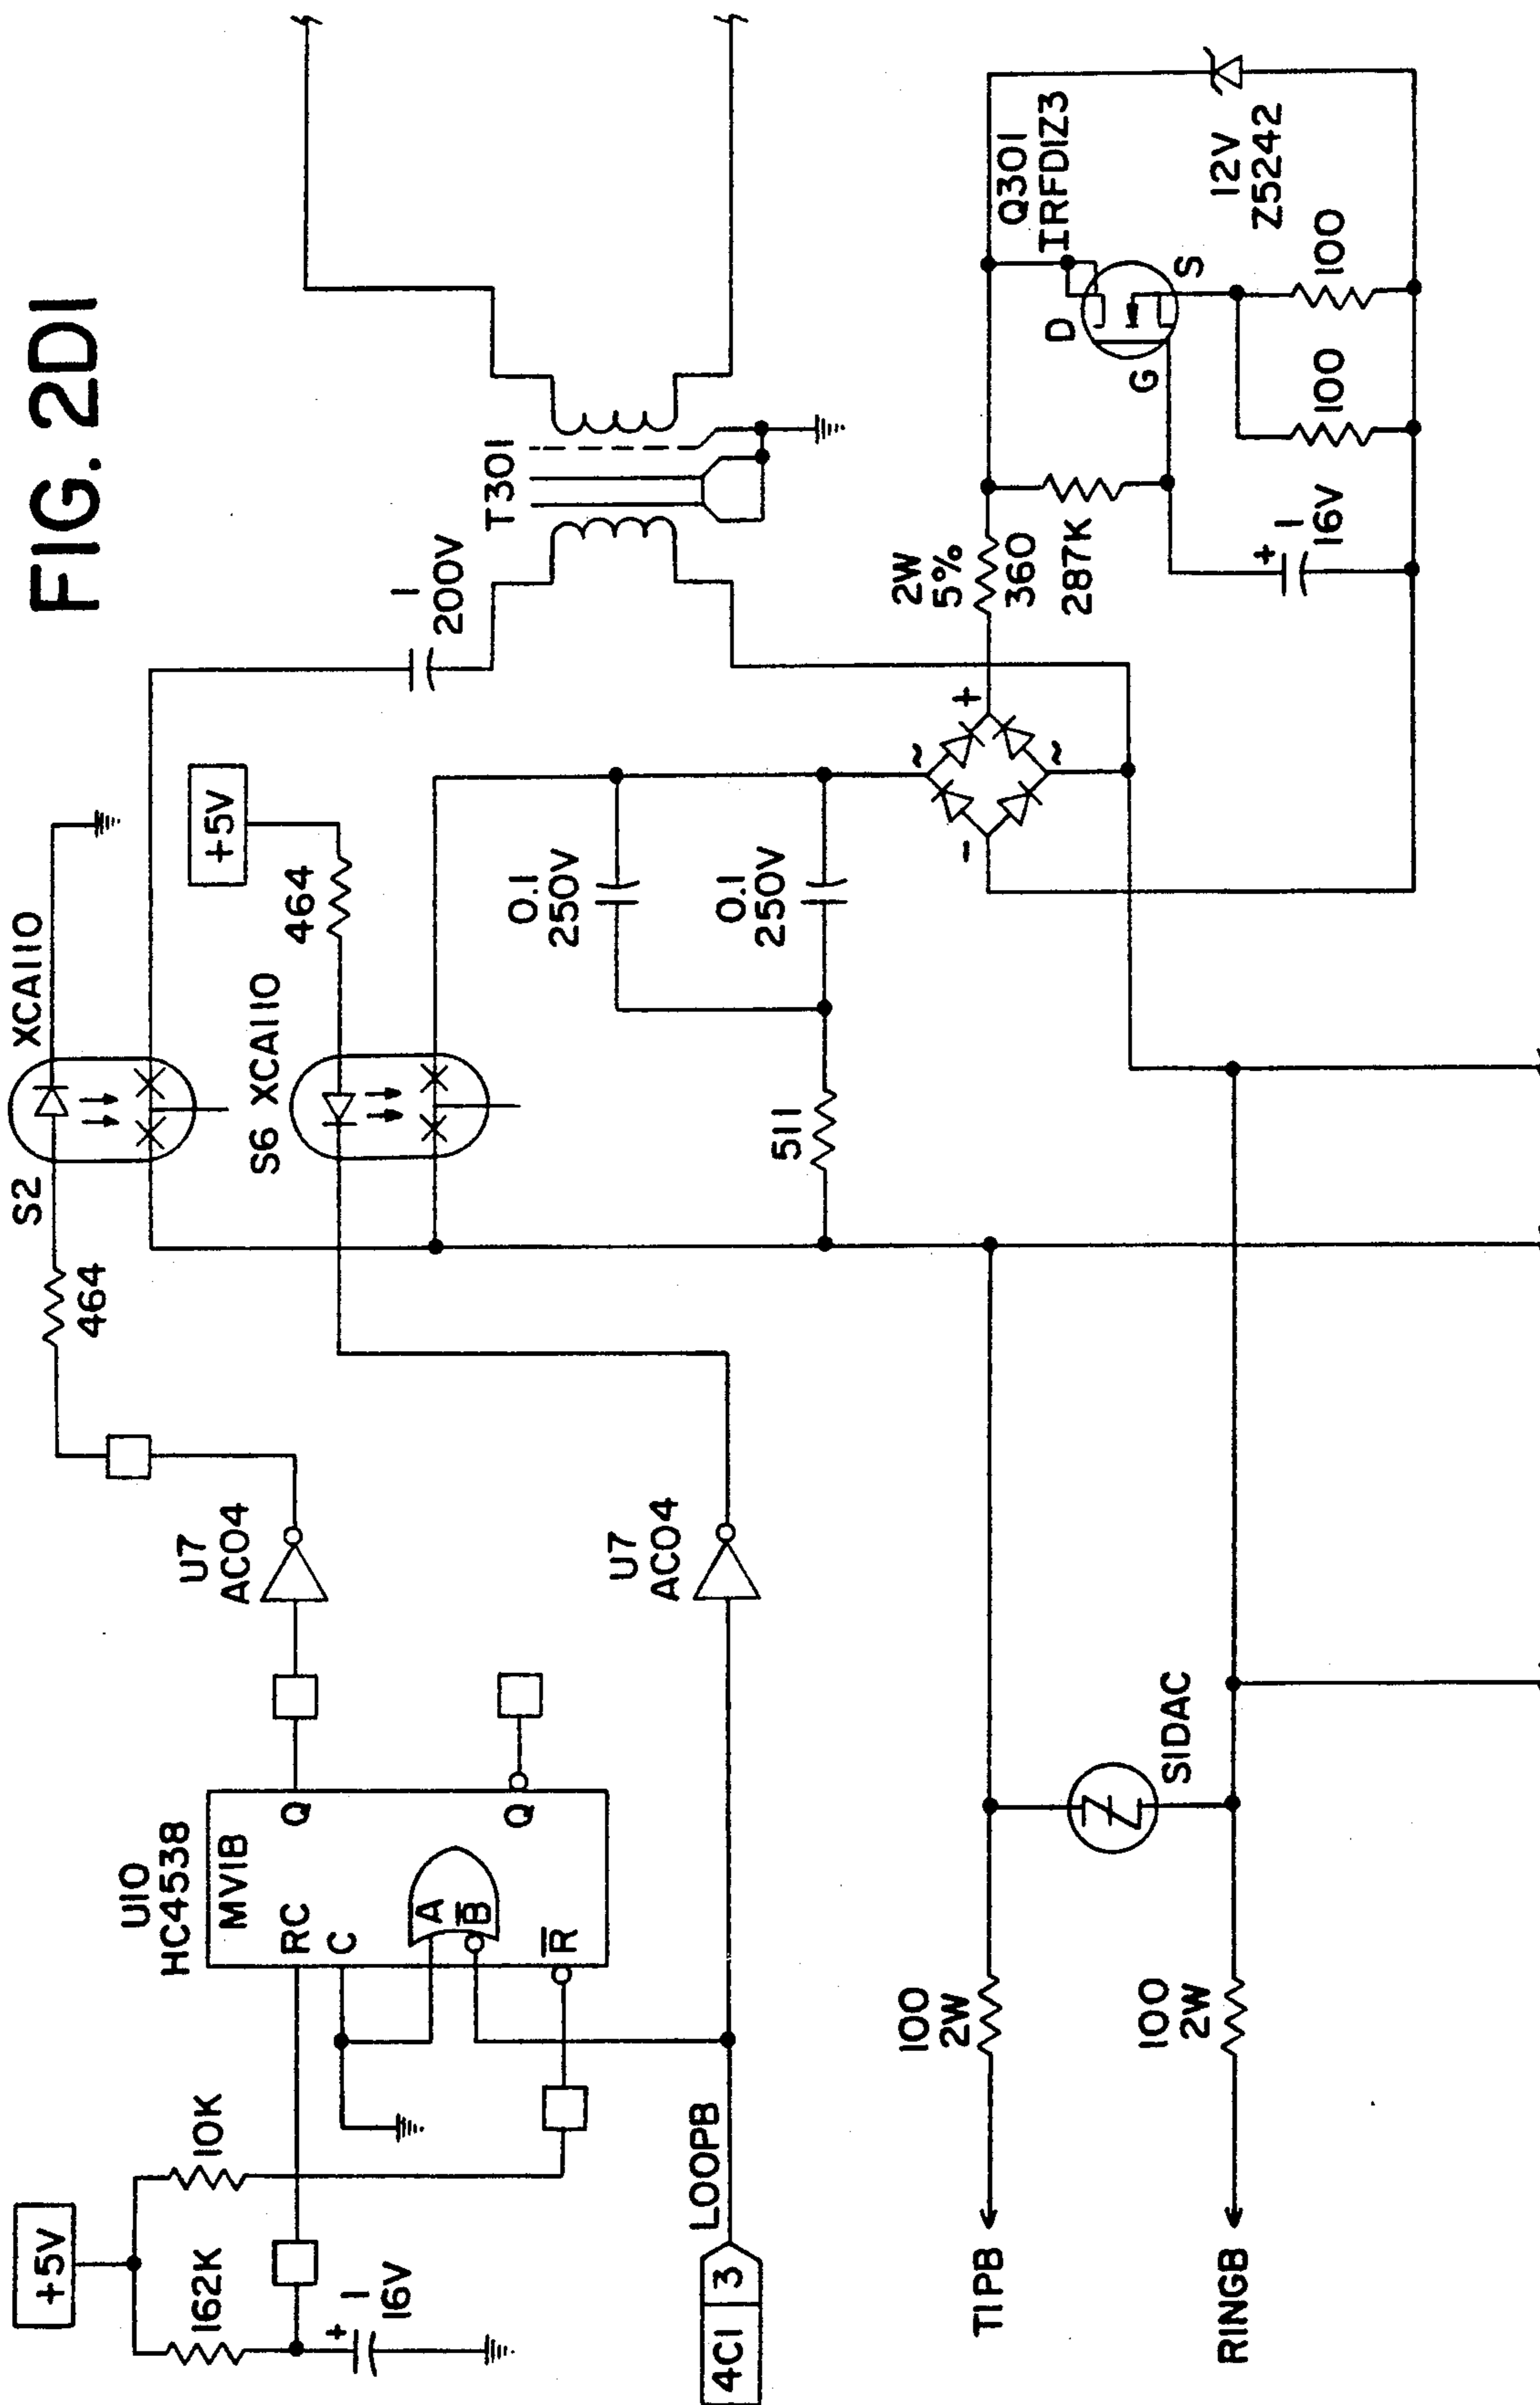 FIG. 2D1
+5V
162K
10K
1
16V
+
U10
HC4538
MVIB
RC
C
A
B
R
Q
Q
U7
AC04
464
S2
XCA110
+5V
464
S6 XCA110
4C1 3
LOOPB
U7
AC04
1
200V
T301
0.1
250V
0.1
250V
511
TIPB
100
2W
RINGB
100
2W
SIDAC
~
+
-
~
2W
5%
360
287K
+
1
16V
Q301
IRFD1Z3
D
G
S
100
100
12V
Z5242